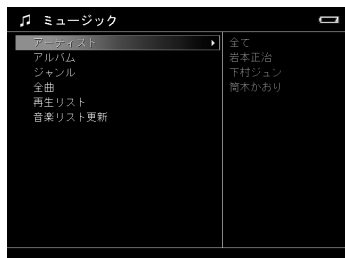 ミュージック
アーティスト
アルバム
ジャンル
全曲
再生リスト
音楽リスト更新
全て
岩本正治
下村ジュン
筒木かおり